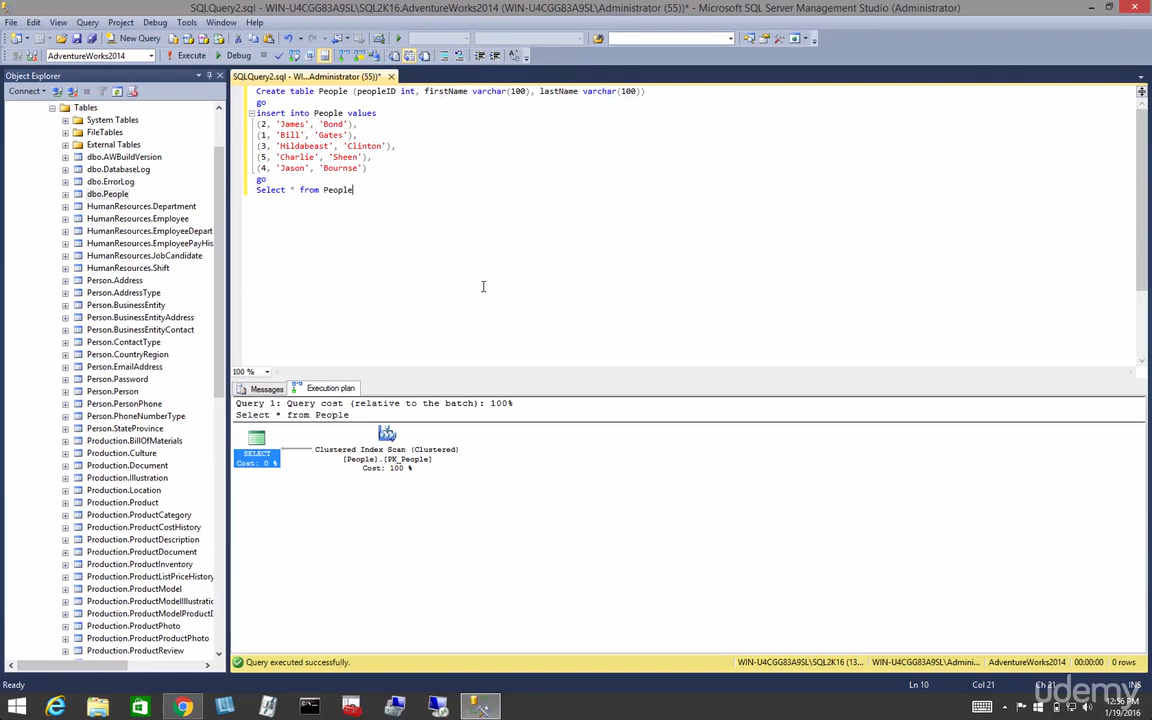 SQLQuery2.sql - WIN-U4CGG83A9SL\SQL2K16.AdventureWorks2014 (WIN-U4CGG83A9SL\Administrator (55))* - Microsoft SQL Server Management Studio (Administrator)
File Edit View Query Project Debug Tools Window Help
New Query
AdventureWorks2014 Execute Debug
Object Explorer
SQLQuery2.sql - WI...Administrator (55))*
Connect
Tables
System Tables
FileTables
External Tables
dbo.AWBuildVersion
dbo.DatabaseLog
dbo.ErrorLog
dbo.People
HumanResources.Department
HumanResources.Employee
HumanResources.EmployeeDepart
HumanResources.EmployeePayHis
HumanResources.JobCandidate
HumanResources.Shift
Person.Address
Person.AddressType
Person.BusinessEntity
Person.BusinessEntityAddress
Person.BusinessEntityContact
Person.ContactType
Person.CountryRegion
Person.EmailAddress
Person.Password
Person.Person
Person.PersonPhone
Person.PhoneNumberType
Person.StateProvince
Production.BillOfMaterials
Production.Culture
Production.Document
Production.Illustration
Production.Location
Production.Product
Production.ProductCategory
Production.ProductCostHistory
Production.ProductDescription
Production.ProductDocument
Production.ProductInventory
Production.ProductListPriceHistory
Production.ProductModel
Production.ProductModelIllustratio
Production.ProductModelProductD
Production.ProductPhoto
Production.ProductProductPhoto
Production.ProductReview
Create table People (peopleID int, firstName varchar(100), lastName varchar(100))
go
insert into People values
(2, 'James', 'Bond'),
(1, 'Bill', 'Gates'),
(3, 'Hildabeast', 'Clinton'),
(5, 'Charlie', 'Sheen'),
(4, 'Jason', 'Bournse')
go
Select * from People
100 %
Messages Execution plan
Query 1: Query cost (relative to the batch): 100%
Select * from People
SELECT
Cost: 0 %
Clustered Index Scan (Clustered)
[People].[PK_People]
Cost: 100 %
Query executed successfully. WIN-U4CGG83A9SL\SQL2K16 (13... WIN-U4CGG83A9SL\Admini... AdventureWorks2014 00:00:00 0 rows
Ready Ln 10 Col 21 Ch 21 INS
udemy
12:56 PM
1/19/2016